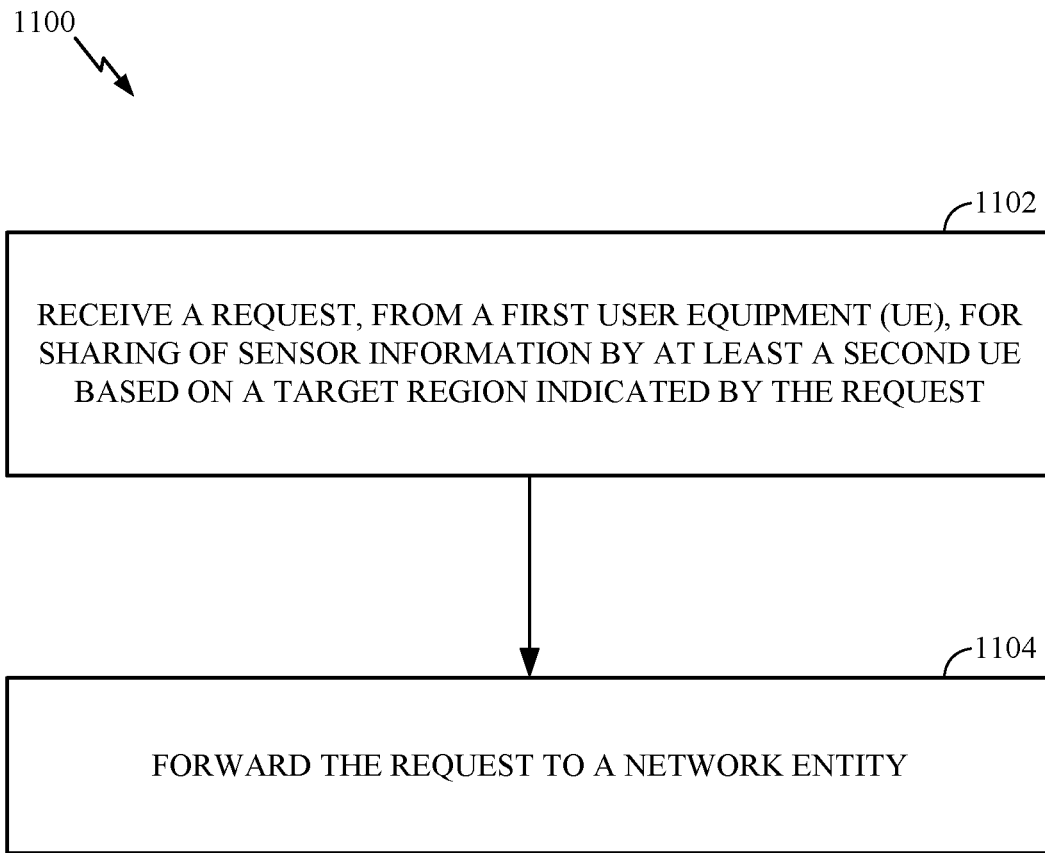 1100
1102
RECEIVE A REQUEST, FROM A FIRST USER EQUIPMENT (UE), FOR
SHARING OF SENSOR INFORMATION BY AT LEAST A SECOND UE
BASED ON A TARGET REGION INDICATED BY THE REQUEST
1104
FORWARD THE REQUEST TO A NETWORK ENTITY